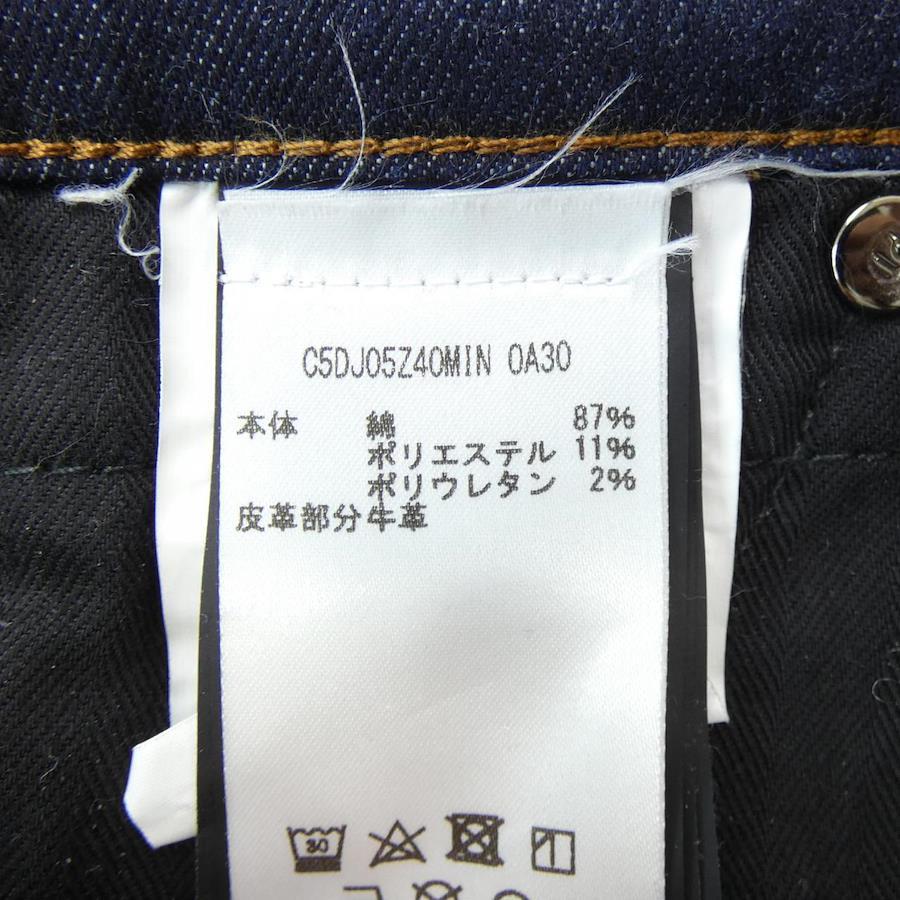 C5DJ05Z40MIN 0A30
本体 綿 87%
ポリエステル 11%
ポリウレタン 2%
皮革部分牛革
30